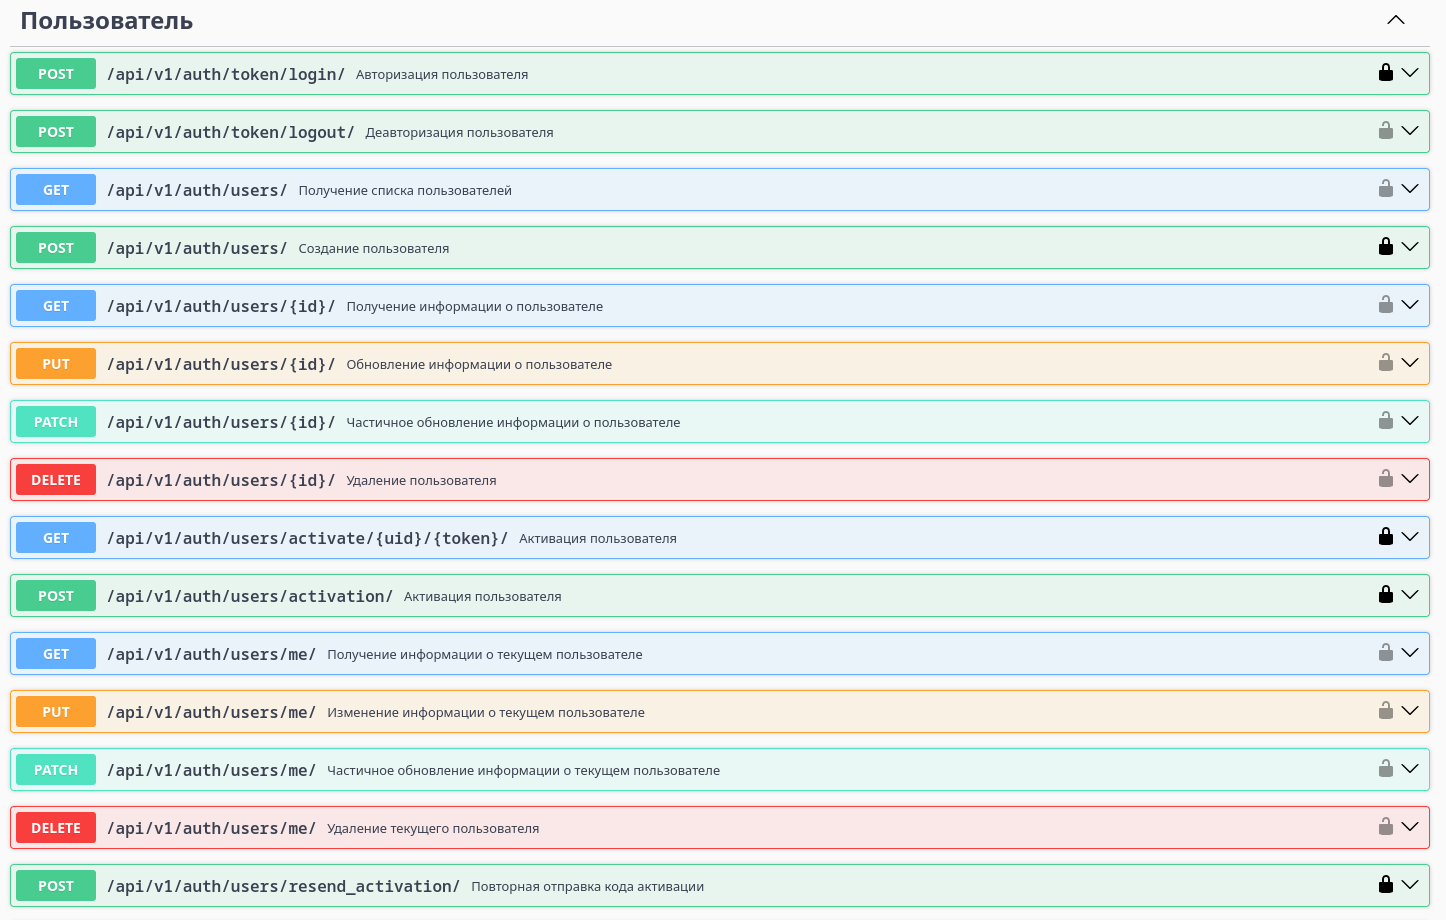 Пользователь
POST /api/v1/auth/token/login/ Авторизация пользователя
POST /api/v1/auth/token/logout/ Деавторизация пользователя
GET /api/v1/auth/users/ Получение списка пользователей
POST /api/v1/auth/users/ Создание пользователя
GET /api/v1/auth/users/{id}/ Получение информации о пользователе
PUT /api/v1/auth/users/{id}/ Обновление информации о пользователе
PATCH /api/v1/auth/users/{id}/ Частичное обновление информации о пользователе
DELETE /api/v1/auth/users/{id}/ Удаление пользователя
GET /api/v1/auth/users/activate/{uid}/{token}/ Активация пользователя
POST /api/v1/auth/users/activation/ Активация пользователя
GET /api/v1/auth/users/me/ Получение информации о текущем пользователе
PUT /api/v1/auth/users/me/ Изменение информации о текущем пользователе
PATCH /api/v1/auth/users/me/ Частичное обновление информации о текущем пользователе
DELETE /api/v1/auth/users/me/ Удаление текущего пользователя
POST /api/v1/auth/users/resend_activation/ Повторная отправка кода активации